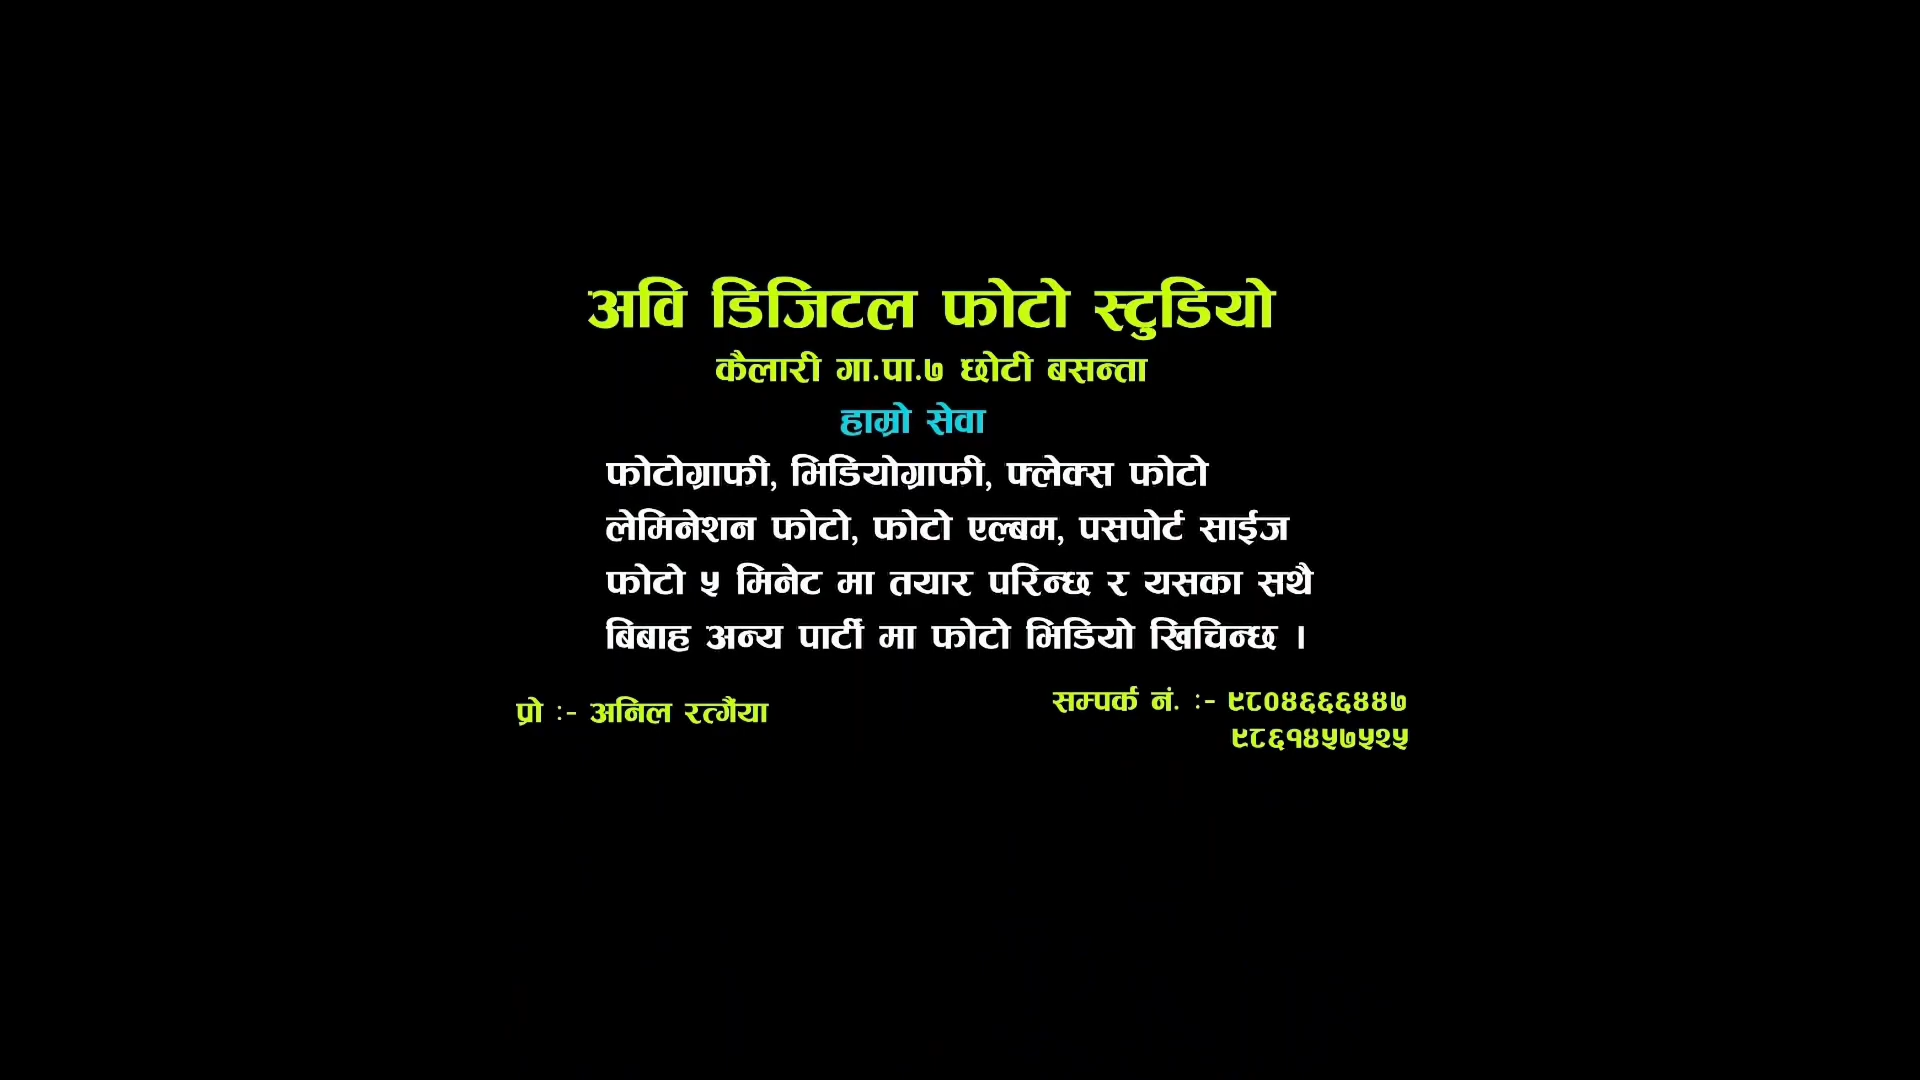 अवि डिजिटल फोटो स्टुडियो
कैलारी गा.पा.७ छोटी बसन्ता
हाम्रो सेवा
फोटोग्राफी, भिडियोग्राफी, फ्लेक्स फोटो
लेमिनेशन फोटो, फोटो एल्बम, पसपोर्ट साईज
फोटो ५ मिनेट मा तयार परिन्छ र यसका सथै
बिबाह अन्य पार्टी मा फोटो भिडियो खिचिन्छ ।
प्रो :- अनिल रत्गैंया
सम्पर्क नं. :- ९८०४६६६४४७
९८६१४५७५२५